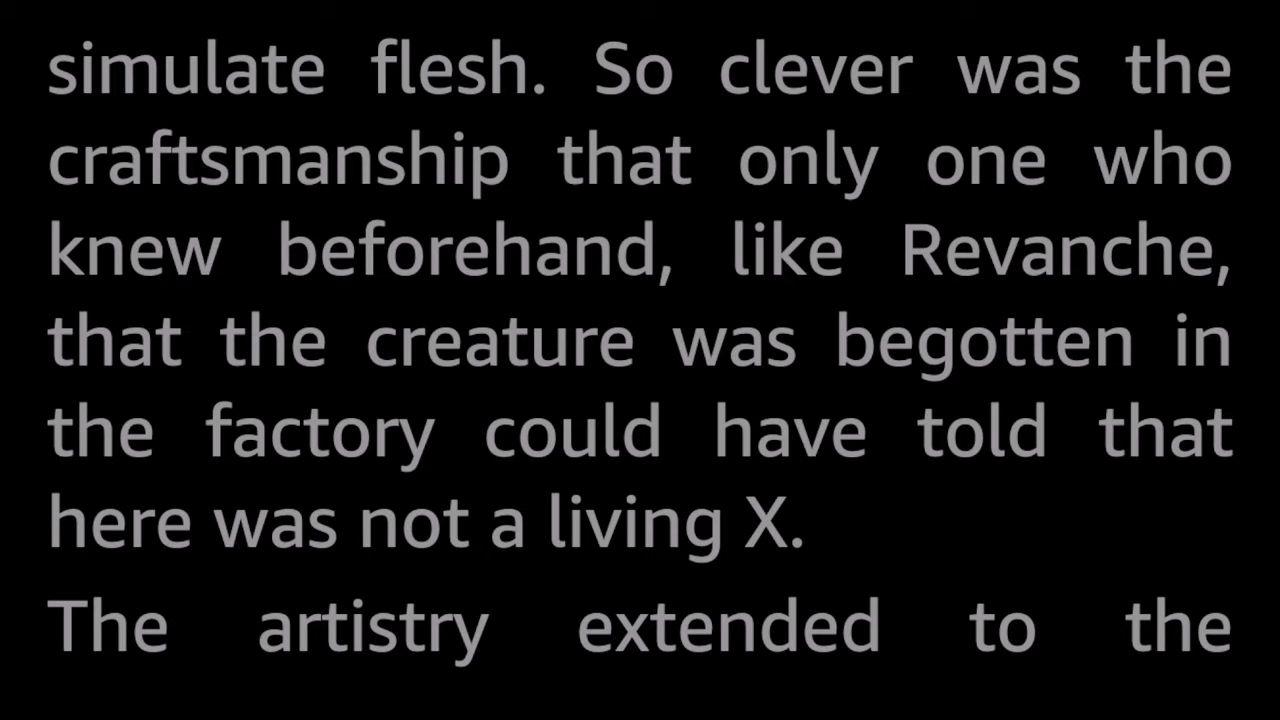 simulate flesh. So clever was the
craftsmanship that only one who
knew beforehand, like Revanche,
that the creature was begotten in
the factory could have told that
here was not a living X.
The artistry extended to the